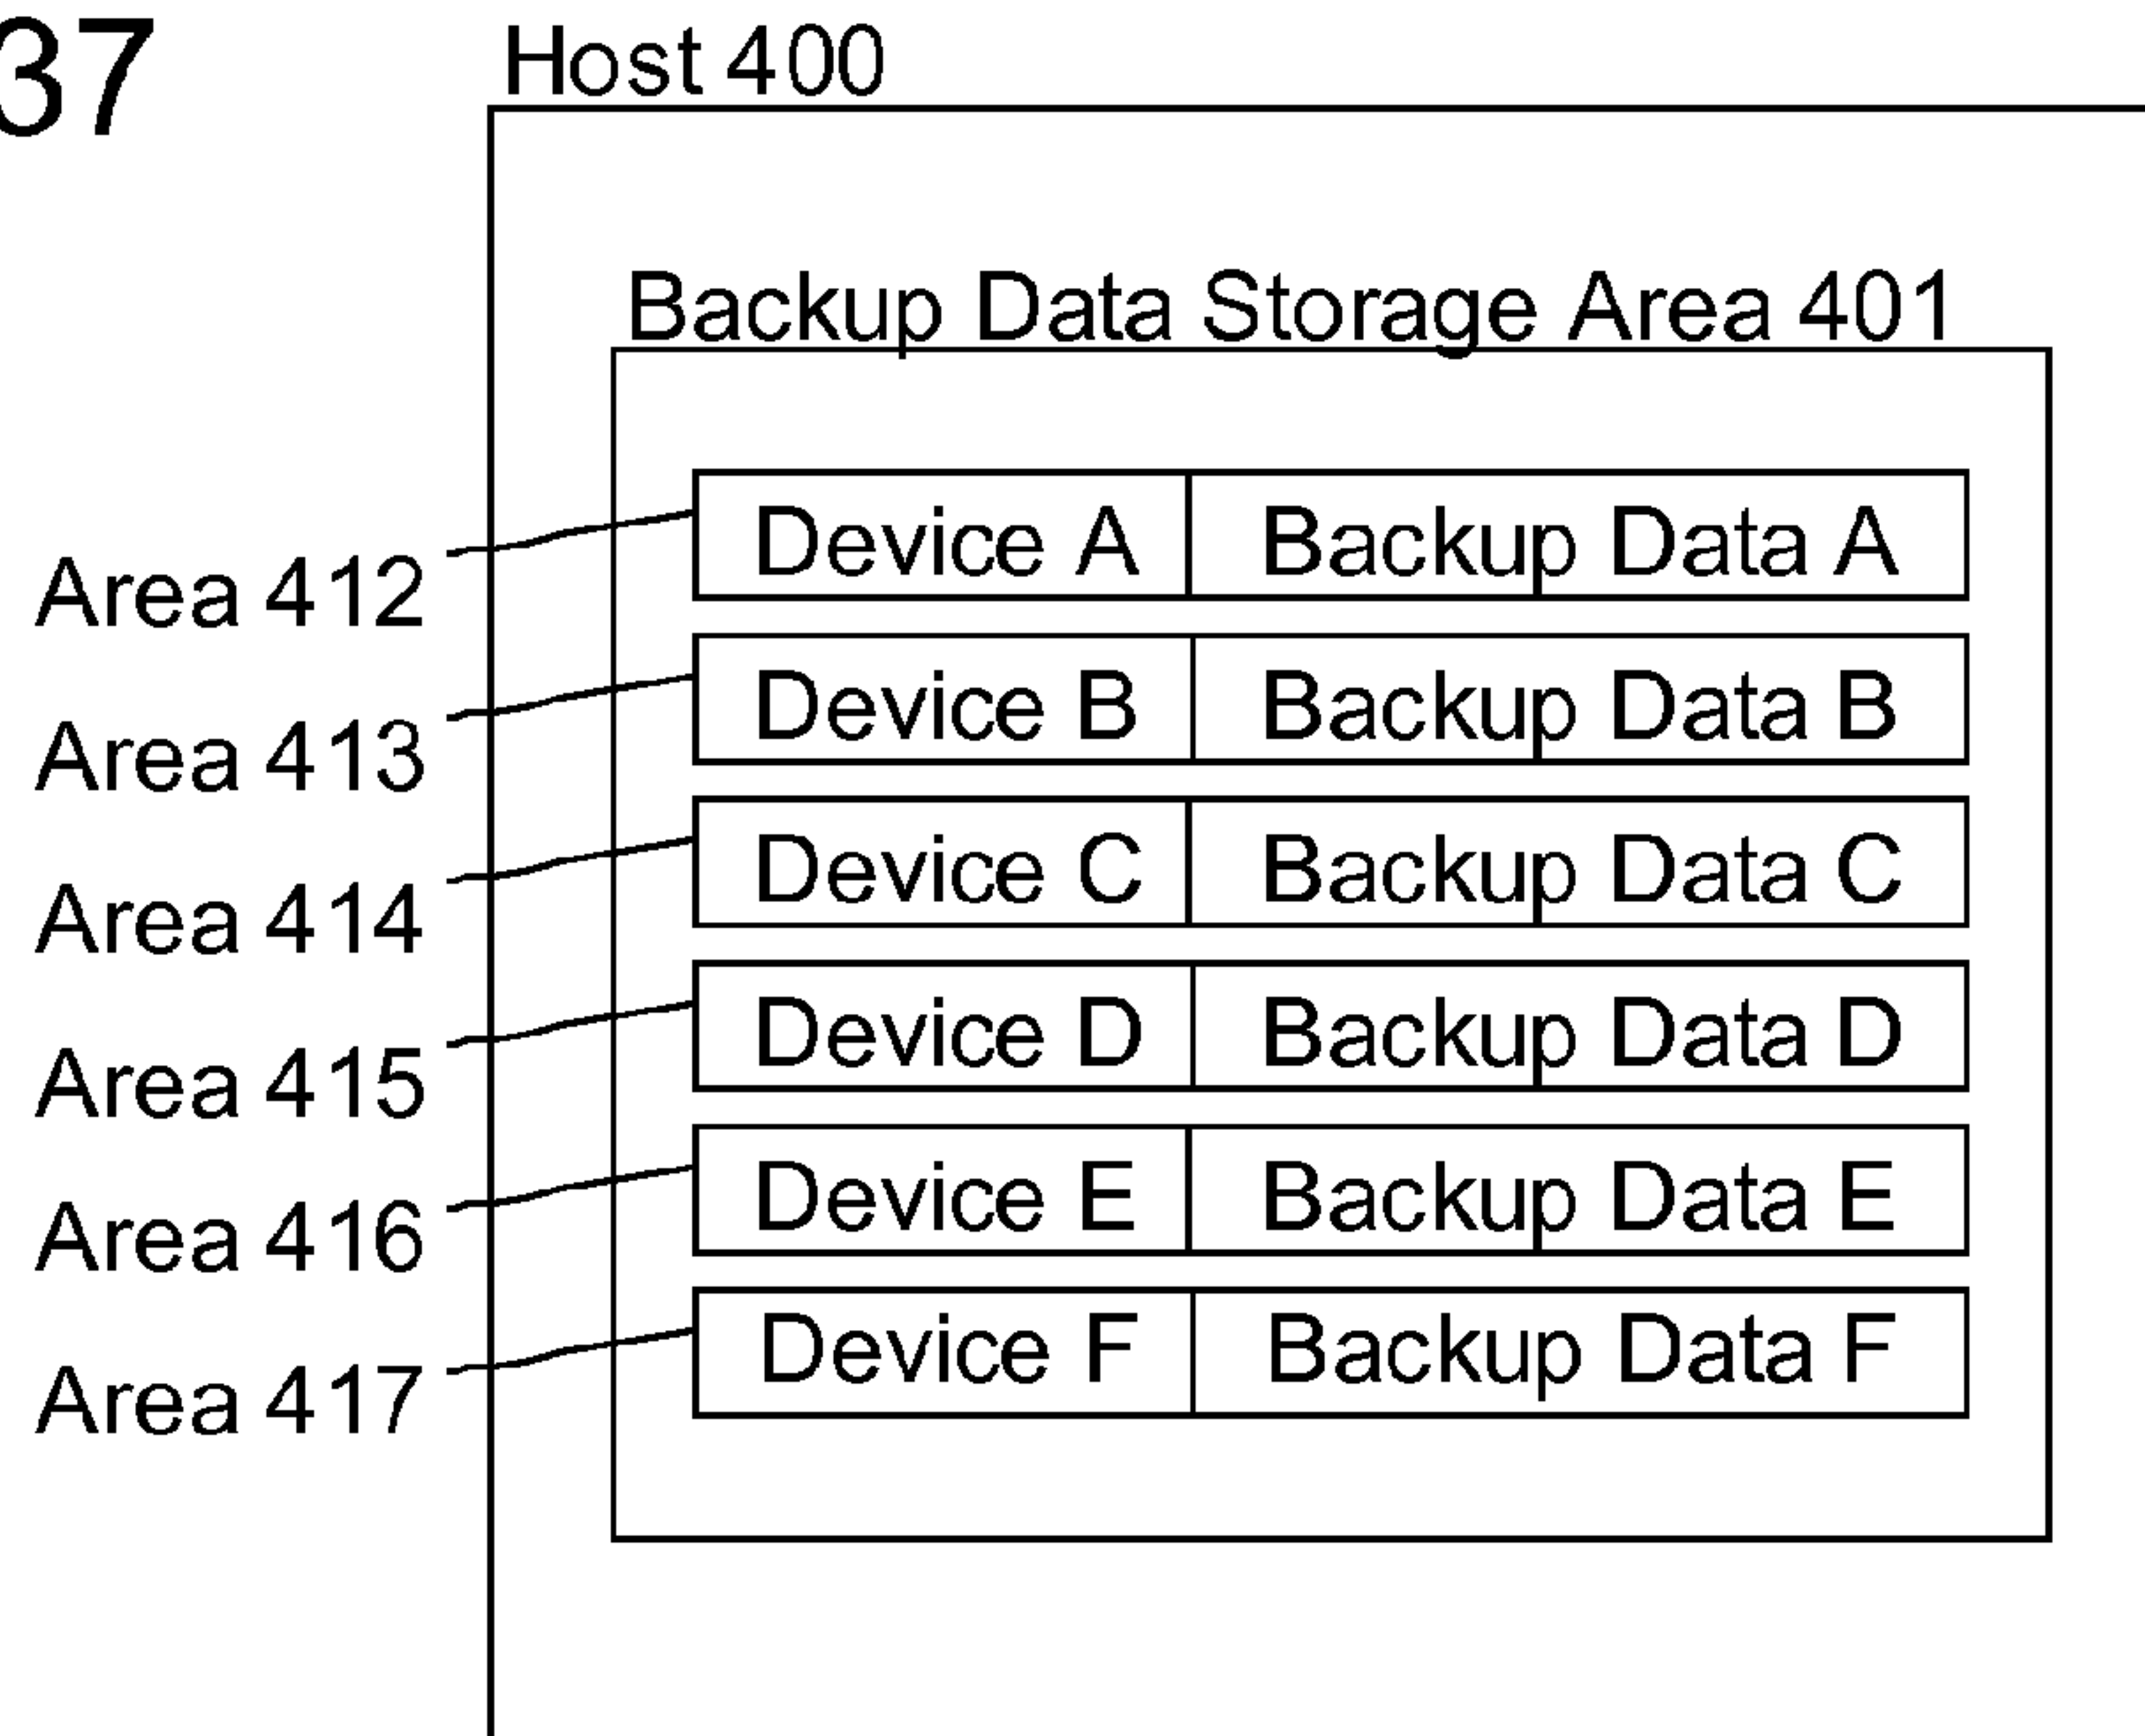 37
Host 400
Backup Data Storage Area 401
Area 412 Device A Backup Data A
Area 413 Device B Backup Data B
Area 414 Device C Backup Data C
Area 415 Device D Backup Data D
Area 416 Device E Backup Data E
Area 417 Device F Backup Data F